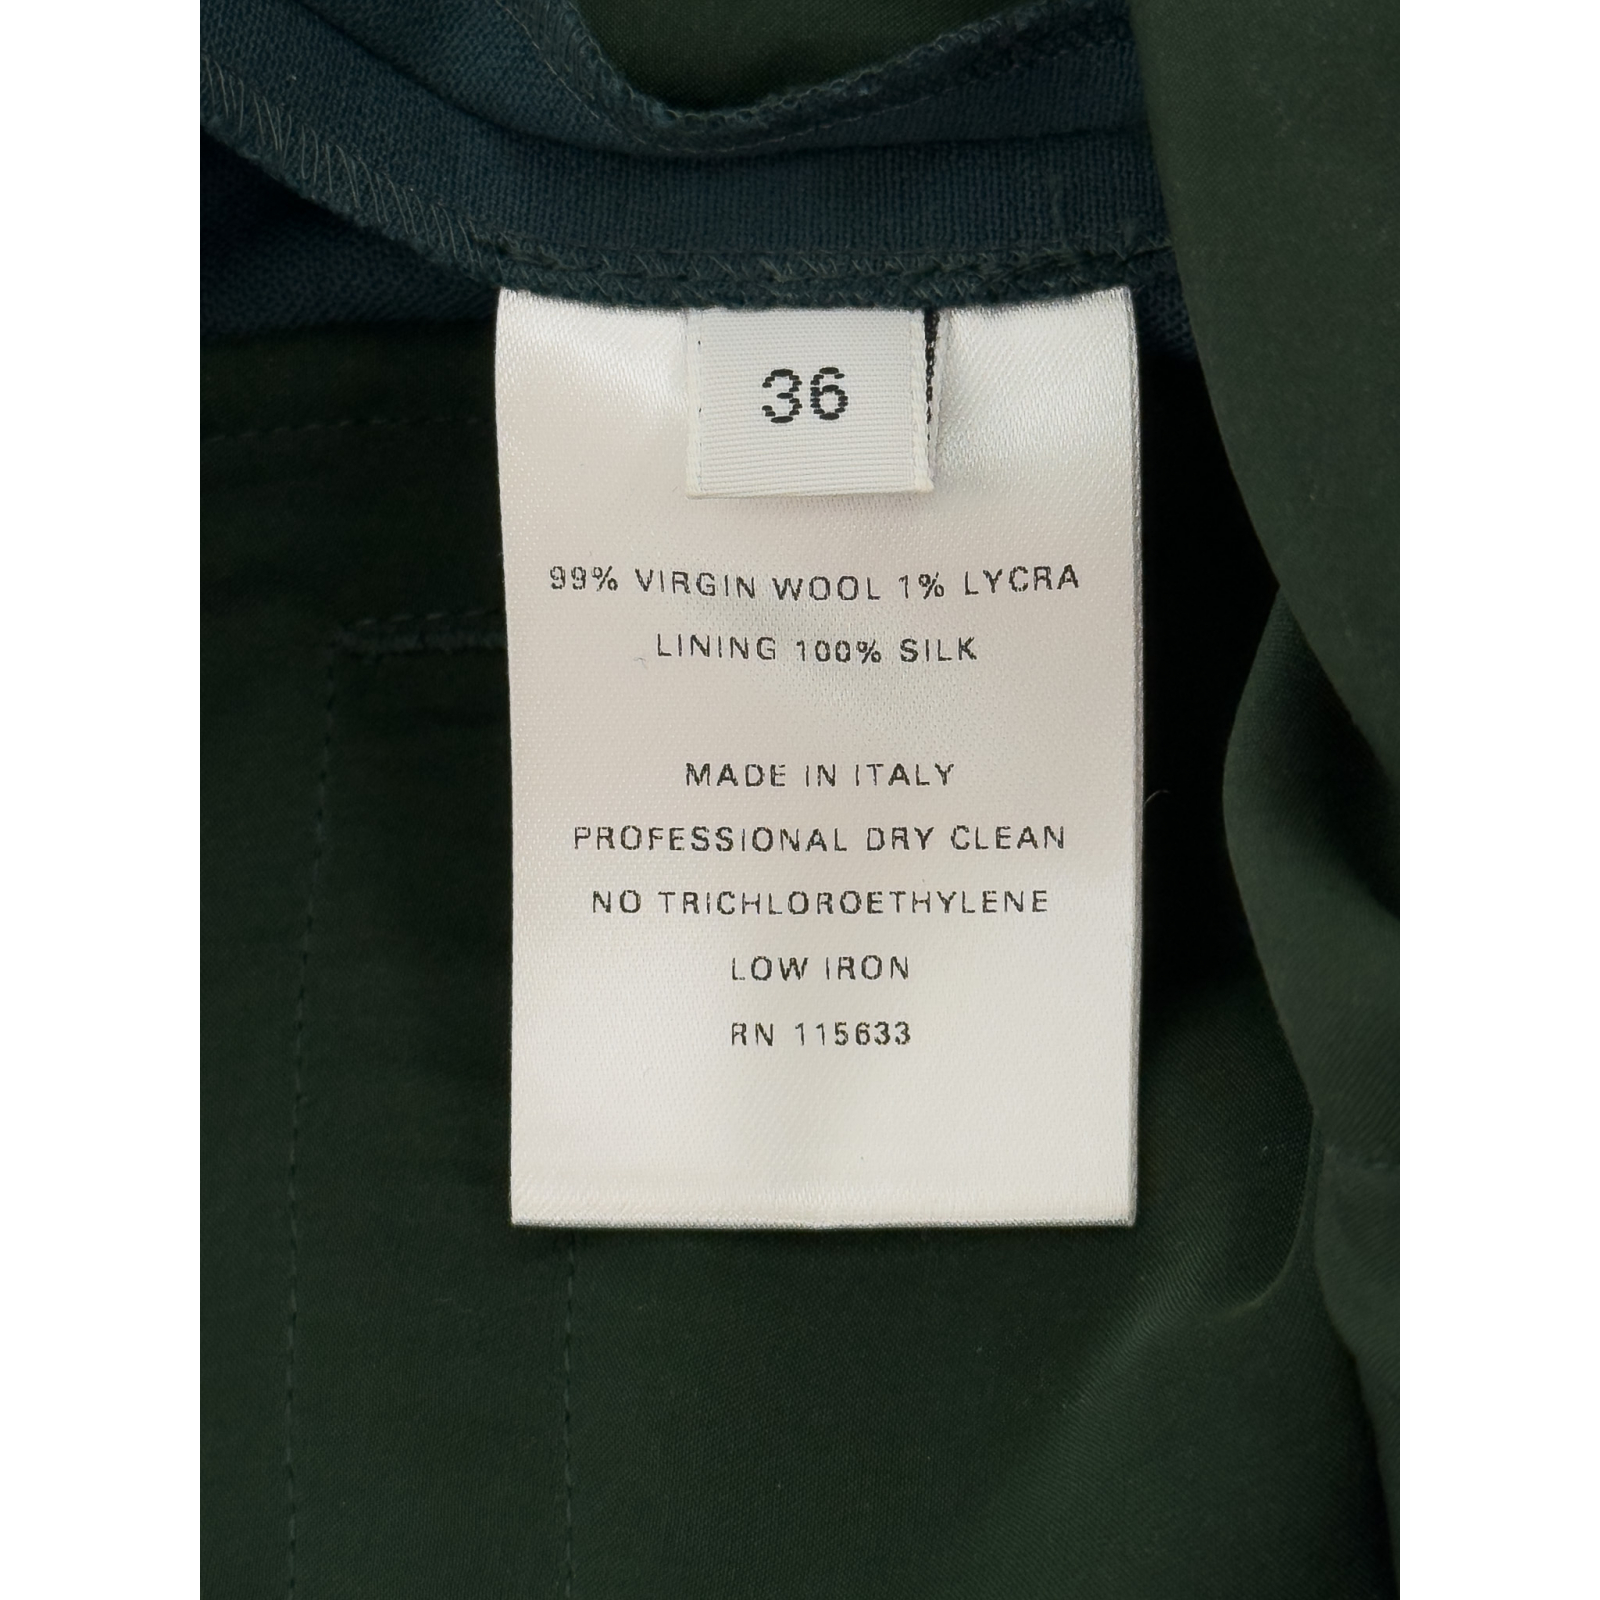 36
99% VIRGIN WOOL 1% LYCRA
LINING 100% SILK
MADE IN ITALY
PROFESSIONAL DRY CLEAN
NO TRICHLOROETHYLENE
LOW IRON
RN 115633